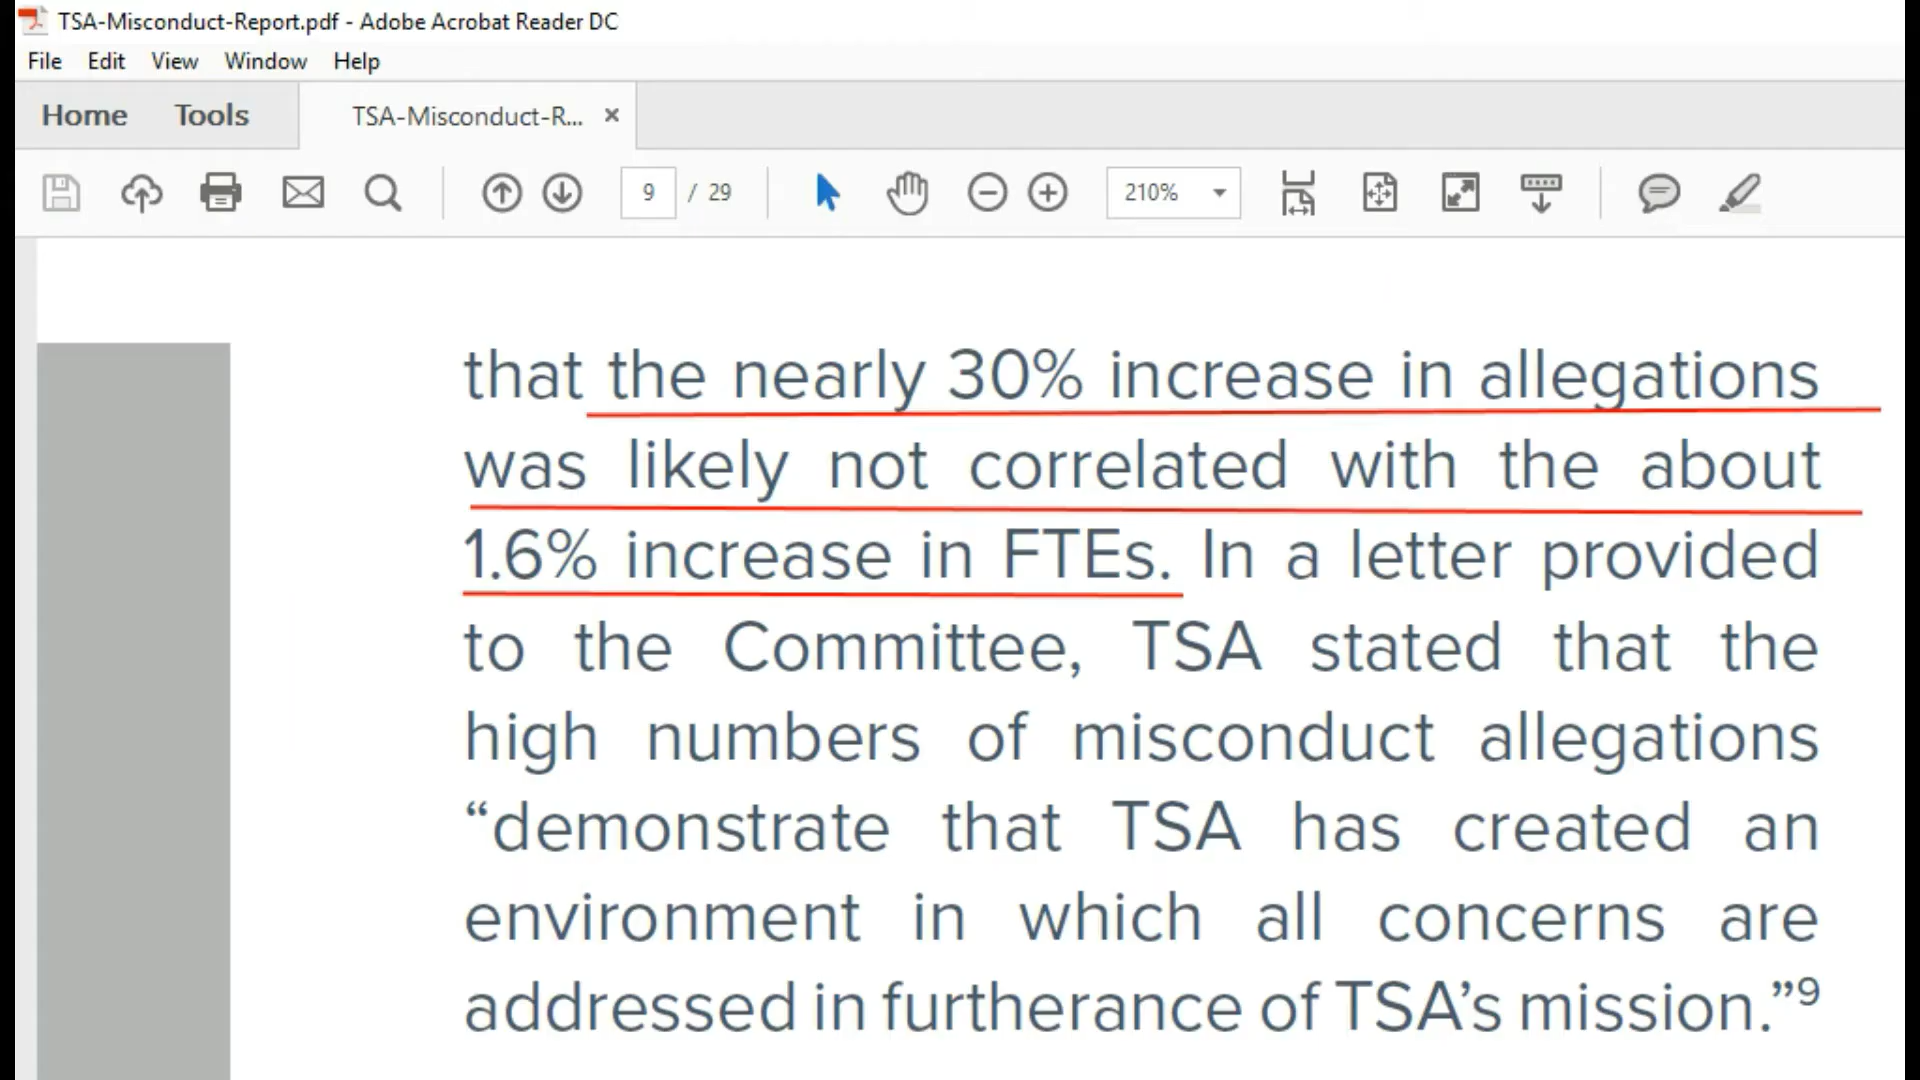 TSA-Misconduct-Report.pdf - Adobe Acrobat Reader DC
File Edit View Window Help
Home Tools TSA-Misconduct-R... ×
9 / 29 210%
that the nearly 30% increase in allegations
was likely not correlated with the about
1.6% increase in FTEs. In a letter provided
to the Committee, TSA stated that the
high numbers of misconduct allegations
“demonstrate that TSA has created an
environment in which all concerns are
addressed in furtherance of TSA’s mission.”⁹